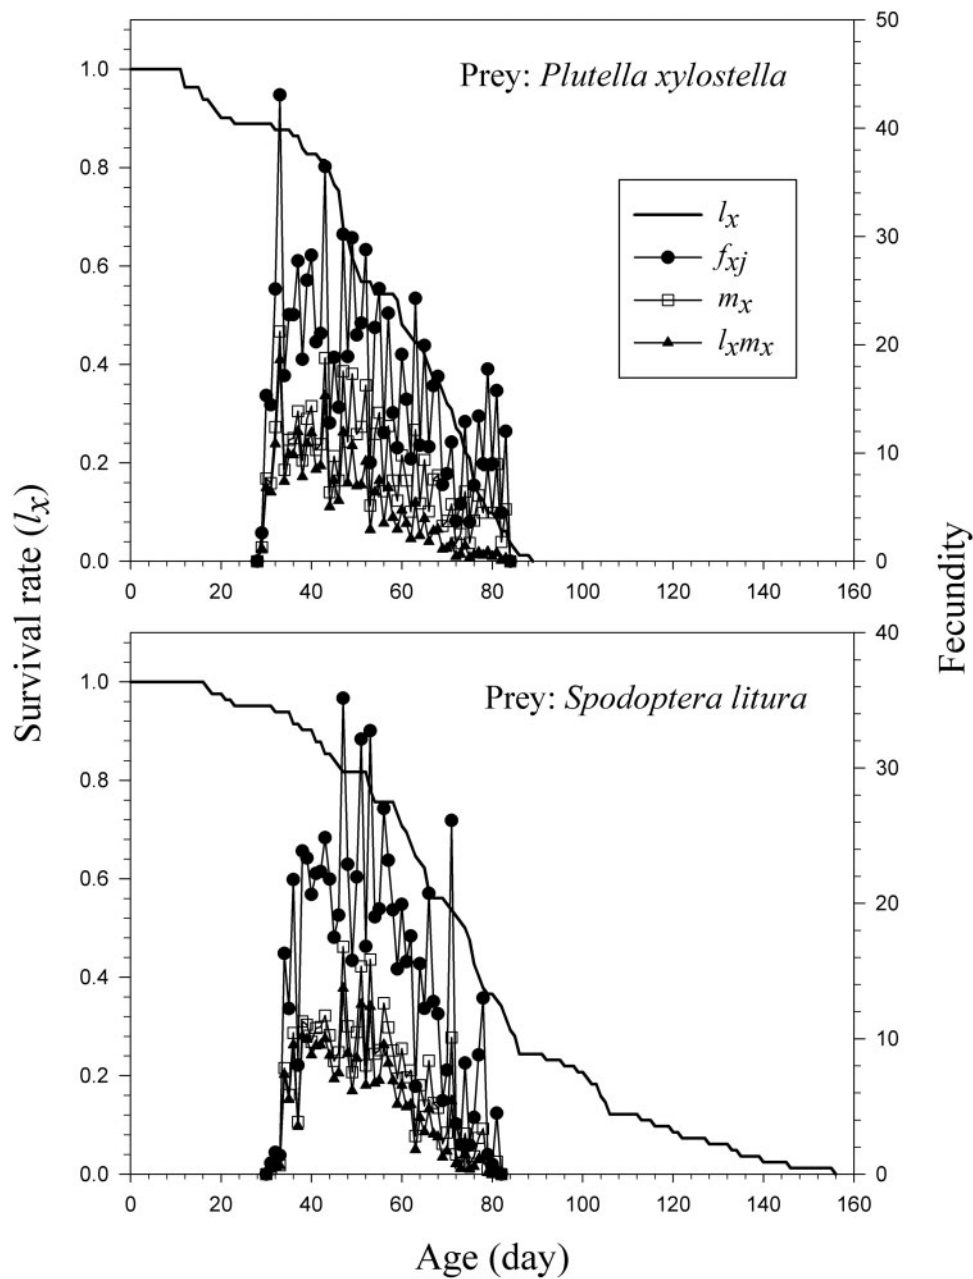 50
1.0
Prey: Plutella xylostella
40
0.8
lx
fxj
30
0.6
mx
lxmx
0.4
20
0.2
10
0.0
0
0 20 40 60 80 100 120 140 160
Survival rate (lx)
Fecundity
40
1.0
Prey: Spodoptera litura
0.8
30
0.6
20
0.4
10
0.2
0.0
0
0 20 40 60 80 100 120 140 160
Age (day)